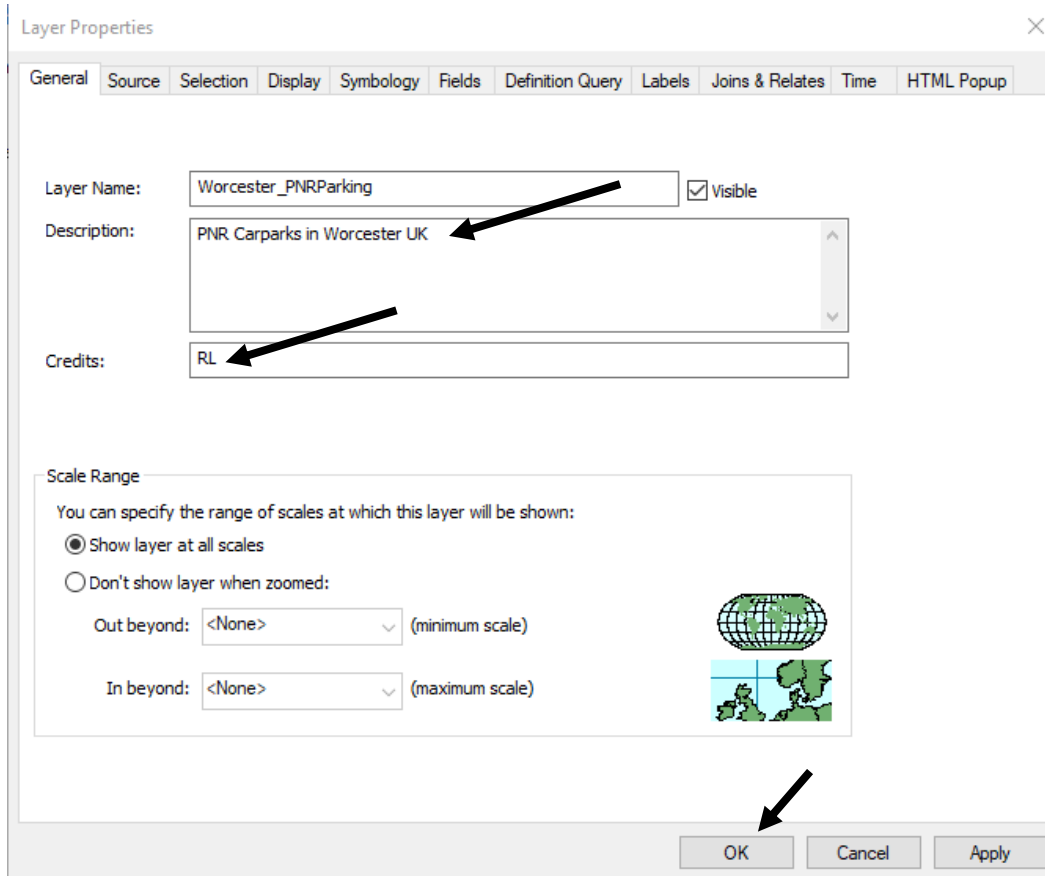 Layer Properties
General Source Selection Display Symbology Fields Definition Query Labels Joins & Relates Time HTML Popup
Layer Name: Worcester_PNRParking Visible
Description: PNR Carparks in Worcester UK
Credits: RL
Scale Range
You can specify the range of scales at which this layer will be shown:
Show layer at all scales
Don't show layer when zoomed:
Out beyond: <None> (minimum scale)
In beyond: <None> (maximum scale)
OK Cancel Apply